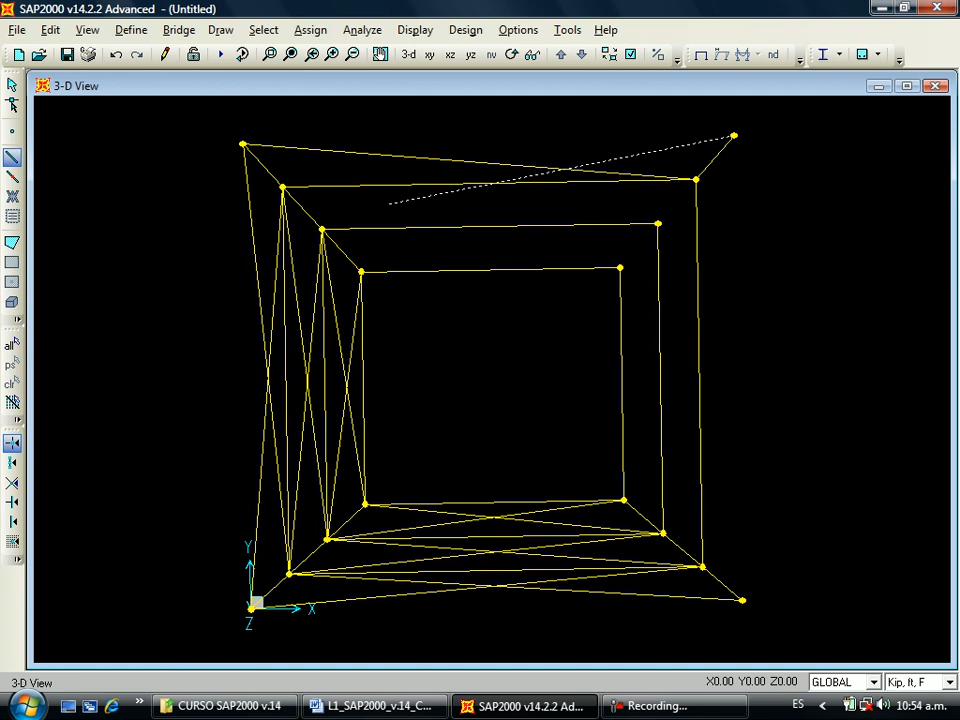 SAP2000 v14.2.2 Advanced - (Untitled)
File Edit View Define Bridge Draw Select Assign Analyze Display Design Options Tools Help
3-d xy xz yz nv nd
3-D View
all
ps
clr
Y
X
Z
3-D View X0.00 Y0.00 Z0.00 GLOBAL Kip, ft, F
CURSO SAP2000 v.14 L1_SAP2000_v.14_C... SAP2000 v14.2.2 Ad... Recording... ES 10:54 a.m.